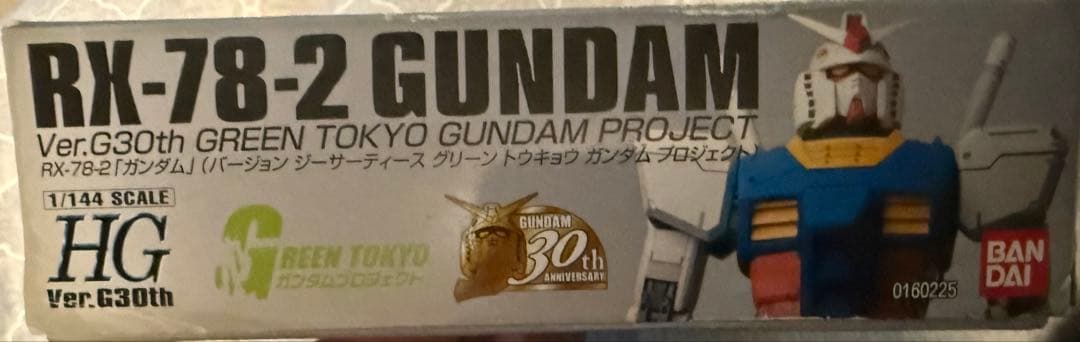 RX-78-2 GUNDAM
Ver.G30th GREEN TOKYO GUNDAM PROJECT
RX-78-2「ガンダム」(バージョン ジーサーティース グリーン トウキョウ ガンダム プロジェクト)
1/144 SCALE
HG
Ver.G30th
GREEN TOKYO
ガンダムプロジェクト
GUNDAM
30th
ANNIVERSARY
0160225
BAN
DAI